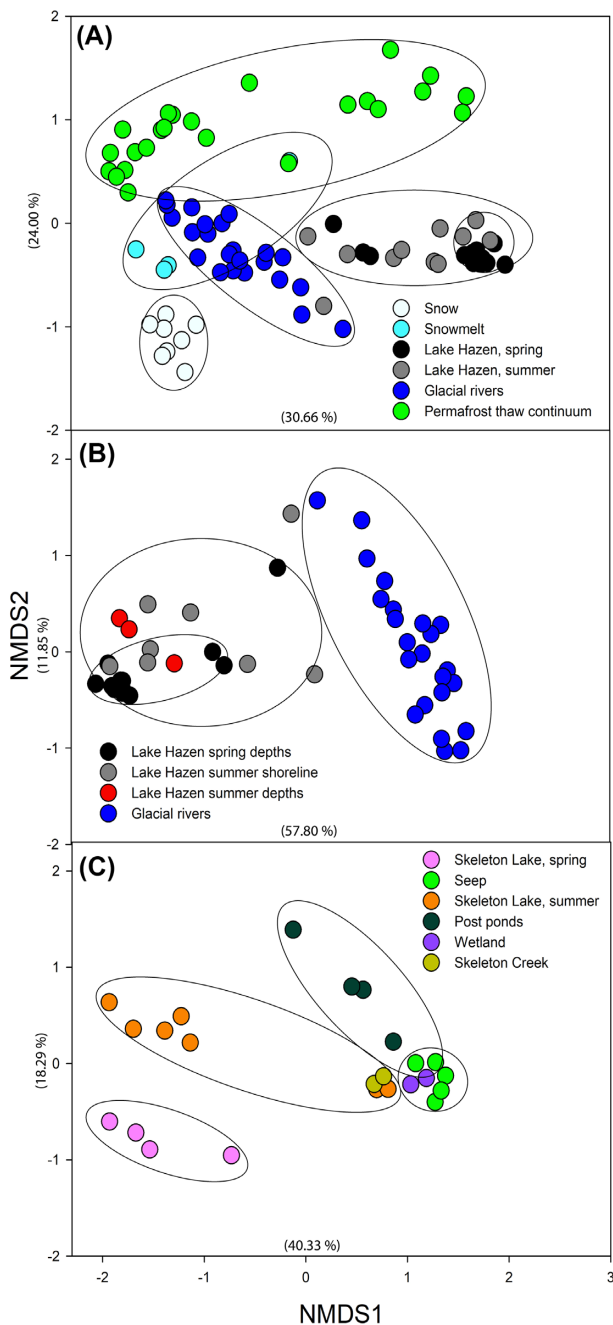 (A)
2
1
0
-1
-2
(24.00 %)
(30.66 %)
Snow
Snowmelt
Lake Hazen, spring
Lake Hazen, summer
Glacial rivers
Permafrost thaw continuum
(B)
2
1
0
-1
-2
NMDS2
(11.85 %)
(57.80 %)
Lake Hazen spring depths
Lake Hazen summer shoreline
Lake Hazen summer depths
Glacial rivers
(C)
2
1
0
-1
-2
(18.29 %)
(40.33 %)
Skeleton Lake, spring
Seep
Skeleton Lake, summer
Post ponds
Wetland
Skeleton Creek
-2 -1 0 1 2 3
NMDS1